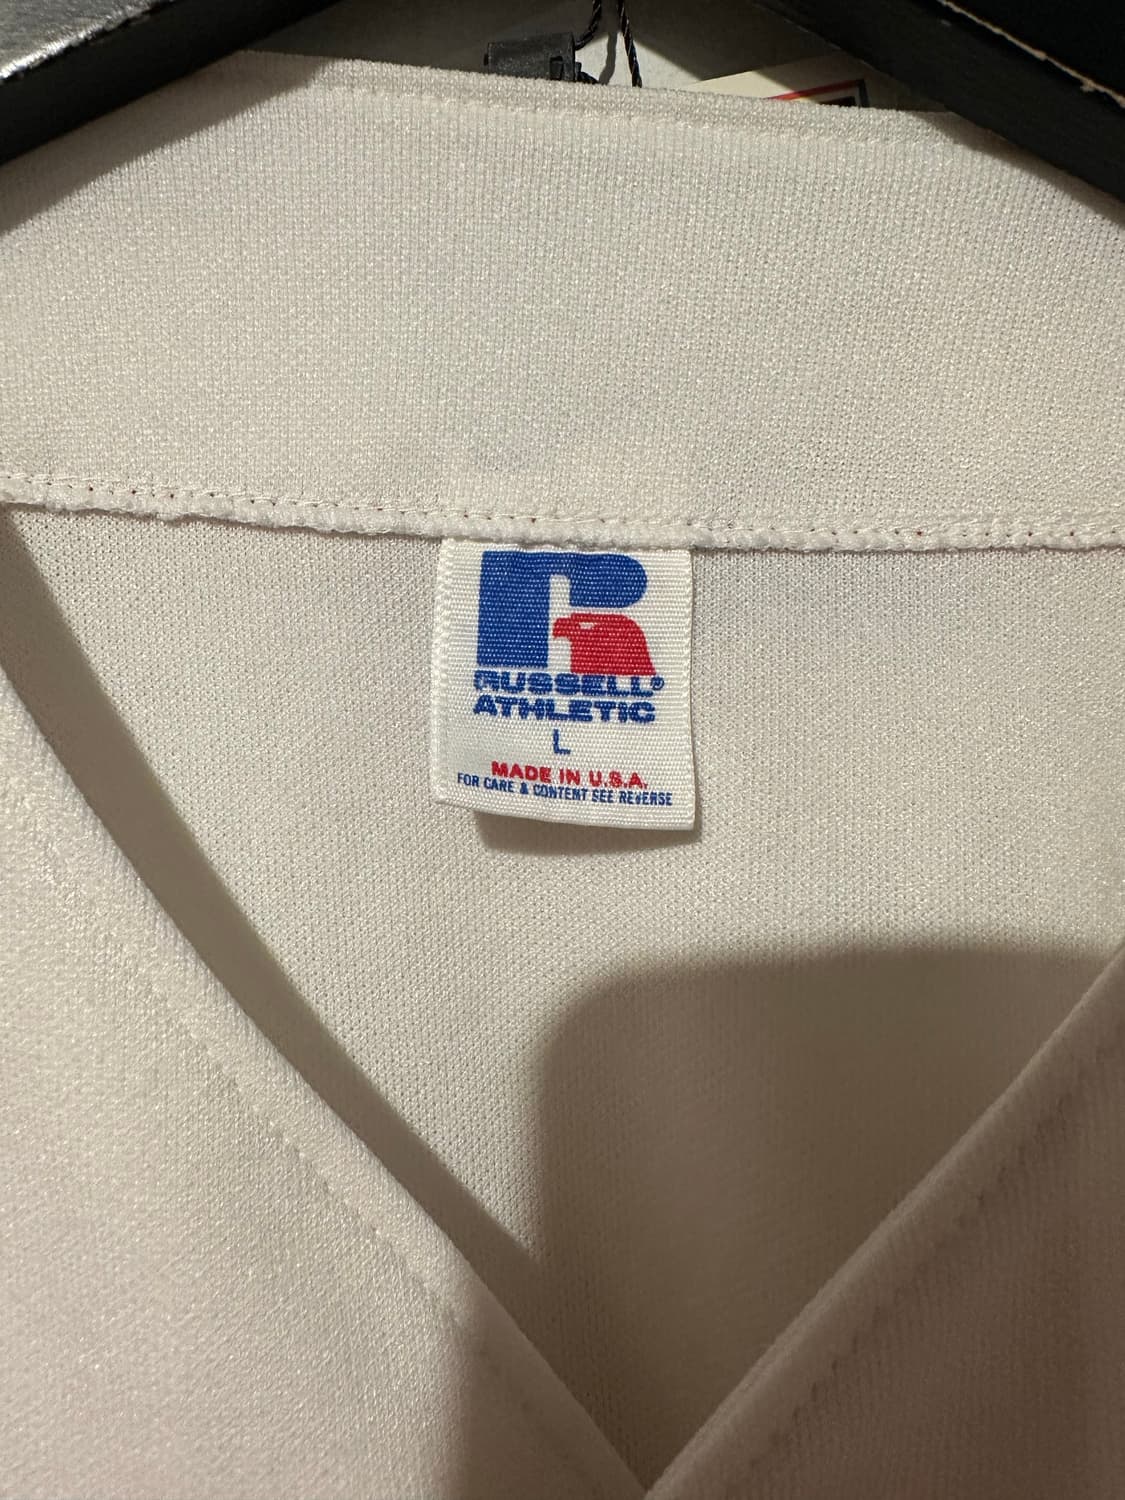 R
RUSSELL®
ATHLETIC
L
MADE IN U.S.A.
FOR CARE & CONTENT SEE REVERSE